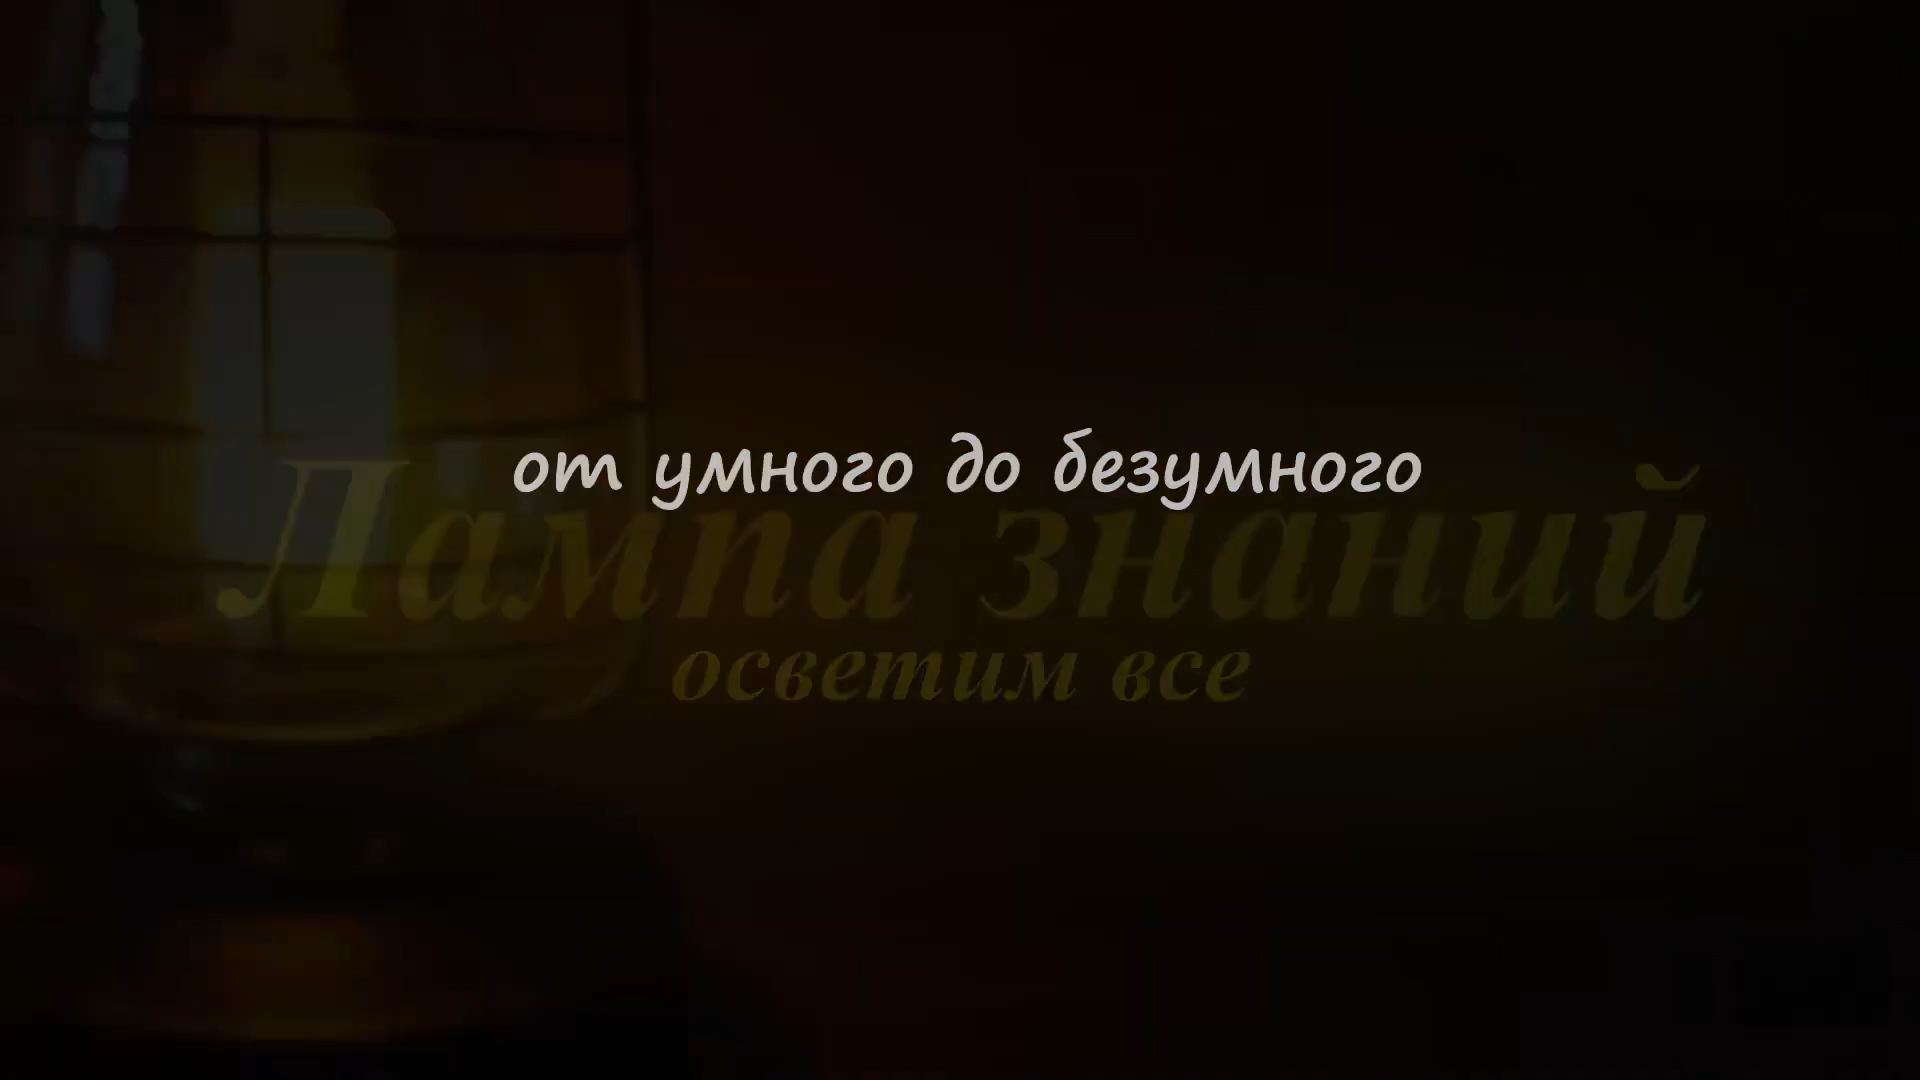 от умного до безумного
Лампа знаний
осветим все